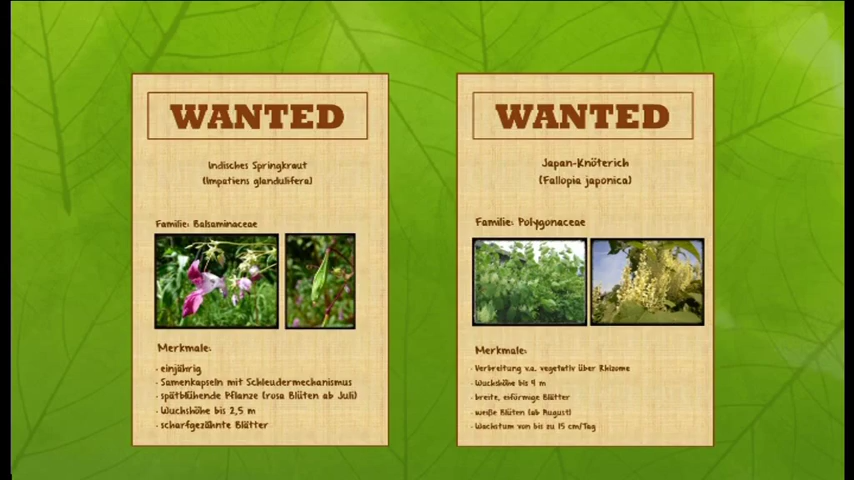 WANTED
Indisches Springkraut
(Impatiens glandulifera)
Familie: Balsaminaceae
Merkmale:
- einjährig
- Samenkapseln mit Schleudermechanismus
- spätblühende Pflanze (rosa Blüten ab Juli)
- Wuchshöhe bis 2,5 m
- scharfgezähnte Blätter
WANTED
Japan-Knöterich
(Fallopia japonica)
Familie: Polygonaceae
Merkmale:
- Verbreitung v.a. vegetativ über Rhizome
- Wuchshöhe bis 4 m
- breite, eiförmige Blätter
- weiße Blüten (ab August)
- Wachstum von bis zu 15 cm/Tag